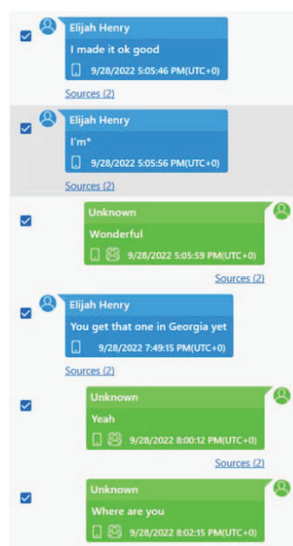 Elijah Henry
I made it ok good
9/28/2022 5:05:46 PM(UTC+0)
Sources (2)
Elijah Henry
I'm*
9/28/2022 5:05:56 PM(UTC+0)
Sources (2)
Unknown
Wonderful
9/28/2022 5:05:59 PM(UTC+0)
Sources (2)
Elijah Henry
You get that one in Georgia yet
9/28/2022 7:49:15 PM(UTC+0)
Sources (2)
Unknown
Yeah
9/28/2022 8:00:12 PM(UTC+0)
Sources (2)
Unknown
Where are you
9/28/2022 8:02:15 PM(UTC+0)